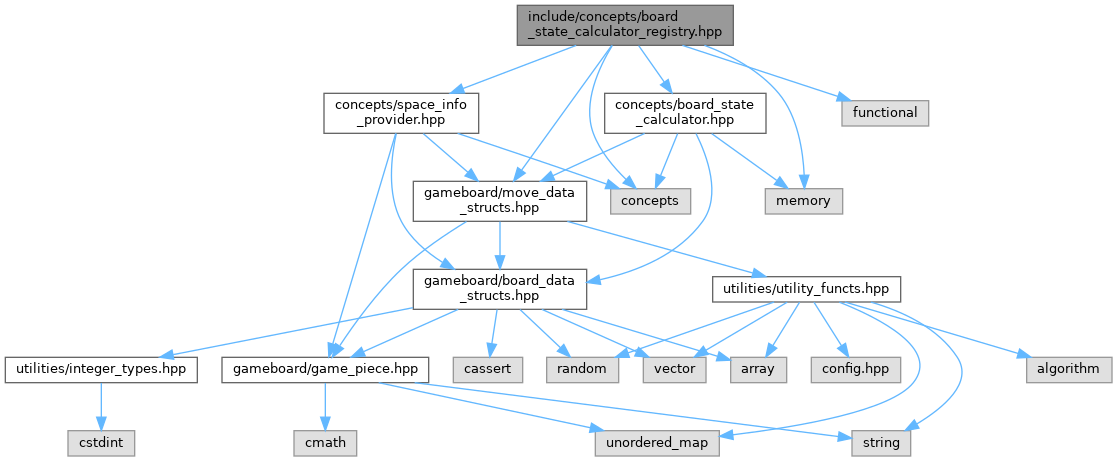 include/concepts/board
_state_calculator_registry.hpp
concepts/space_info
_provider.hpp
concepts/board_state
_calculator.hpp
functional
gameboard/move_data
_structs.hpp
concepts
memory
gameboard/board_data
_structs.hpp
utilities/utility_functs.hpp
utilities/integer_types.hpp
gameboard/game_piece.hpp
cassert
random
vector
array
config.hpp
algorithm
cstdint
cmath
unordered_map
string